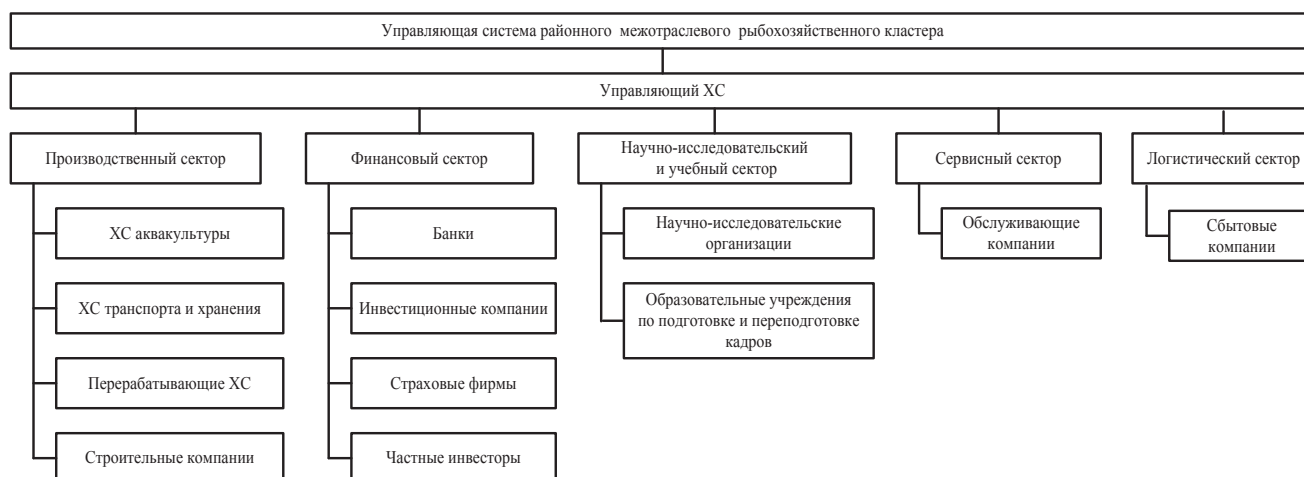 Управляющая система районного межотраслевого рыбохозяйственного кластера
Управляющий ХС
Производственный сектор
Финансовый сектор
Научно-исследовательский
и учебный сектор
Сервисный сектор
Логистический сектор
ХС аквакультуры
ХС транспорта и хранения
Перерабатывающие ХС
Строительные компании
Банки
Инвестиционные компании
Страховые фирмы
Частные инвесторы
Научно-исследовательские
организации
Образовательные учреждения
по подготовке и переподготовке
кадров
Обслуживающие
компании
Сбытовые
компании